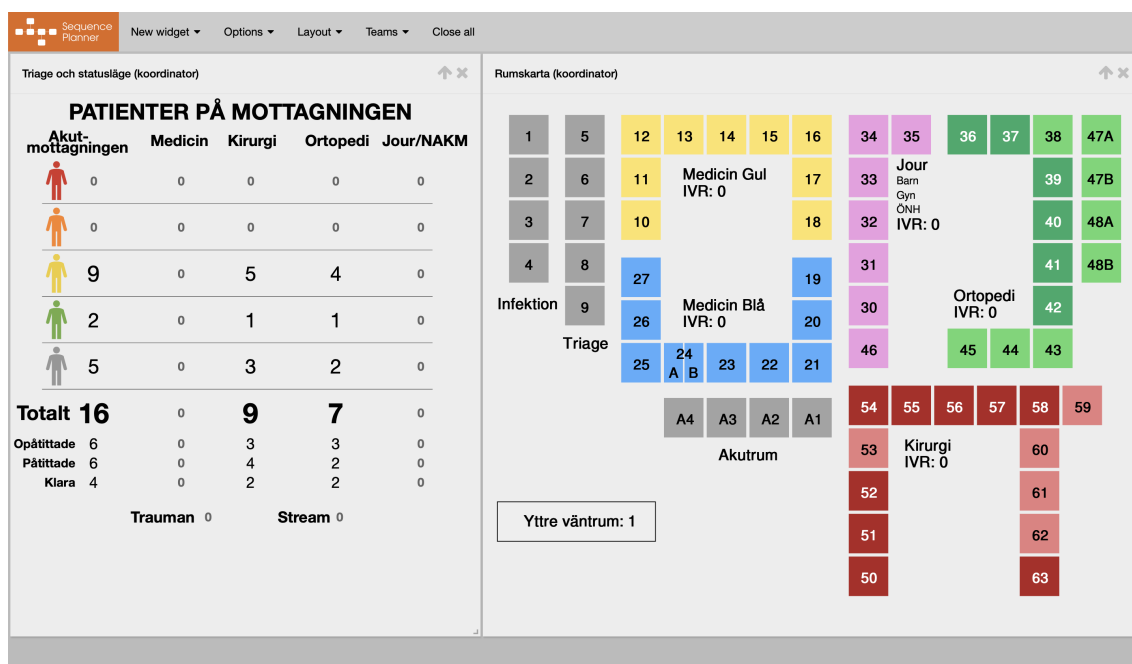 Sequence Planner
New widget Options Layout Teams Close all
Triage och statusläge (koordinator)
PATIENTER PÅ MOTTAGNINGEN
Akut-mottagningen Medicin Kirurgi Ortopedi Jour/NAKM
0 0 0 0 0
0 0 0 0 0
9 0 5 4 0
2 0 1 1 0
5 0 3 2 0
Totalt 16 0 9 7 0
Opåtittade 6 0 3 3 0
Påtittade 6 0 4 2 0
Klara 4 0 2 2 0
Trauman 0 Stream 0
Rumskarta (koordinator)
1 5 12 13 14 15 16 34 35 36 37 38 47A
2 6 11 Medicin Gul 17 33 Jour 39 47B
IVR: 0 Barn
Gyn
3 7 10 18 32 ÖNH 40 48A
IVR: 0
4 8 27 19 31 41 48B
Infektion 9 26 Medicin Blå 20 30 Ortopedi 42
IVR: 0 IVR: 0
Triage 25 24 A B 23 22 21 46 45 44 43
A4 A3 A2 A1 54 55 56 57 58 59
Akutrum 53 Kirurgi 60
IVR: 0
52 61
Yttre väntrum: 1 51 62
50 63